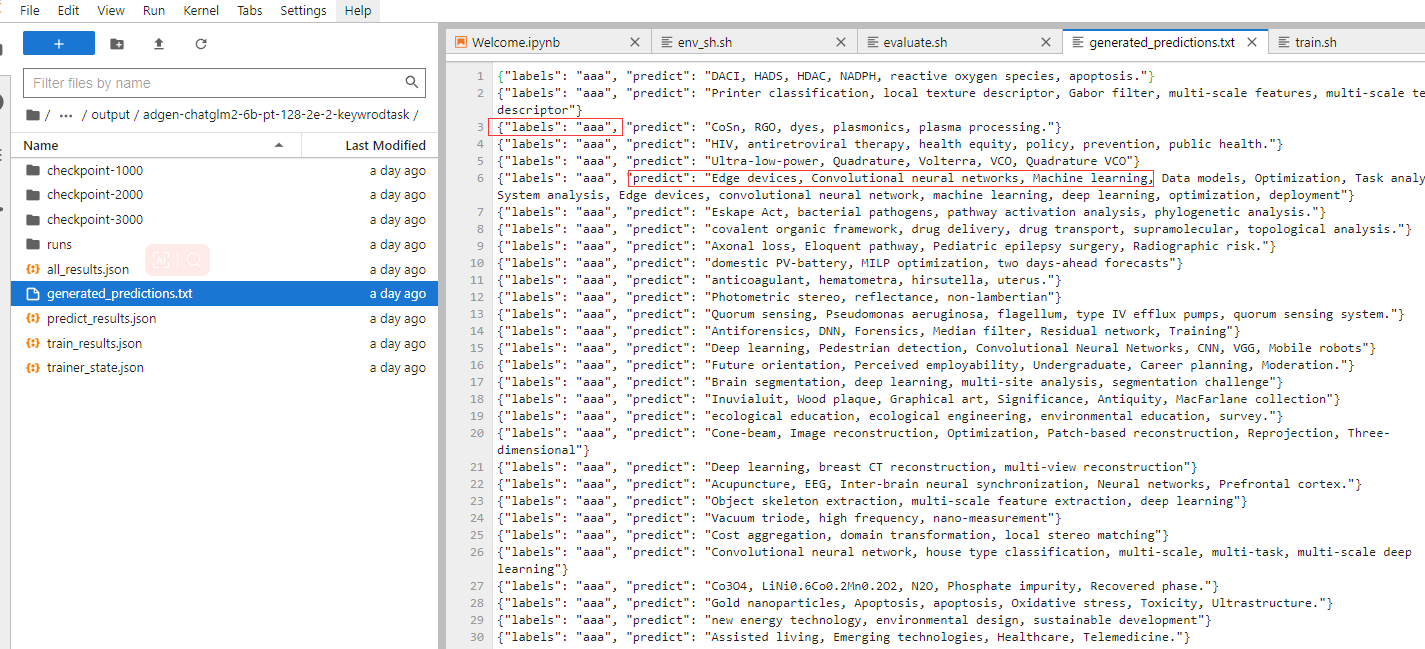 File Edit View Run Kernel Tabs Settings Help
Welcome.ipynb env_sh.sh evaluate.sh generated_predictions.txt train.sh
Filter files by name
/ ... / output / adgen-chatglm2-6b-pt-128-2e-2-keywrodtask /
Name Last Modified
checkpoint-1000 a day ago
checkpoint-2000 a day ago
checkpoint-3000 a day ago
runs a day ago
all_results.json a day ago
generated_predictions.txt a day ago
predict_results.json a day ago
train_results.json a day ago
trainer_state.json a day ago
1 {"labels": "aaa", "predict": "DACI, HADS, HDAC, NADPH, reactive oxygen species, apoptosis."}
2 {"labels": "aaa", "predict": "Printer classification, local texture descriptor, Gabor filter, multi-scale features, multi-scale te
descriptor"}
3 {"labels": "aaa", "predict": "CoSn, RGO, dyes, plasmonics, plasma processing."}
4 {"labels": "aaa", "predict": "HIV, antiretroviral therapy, health equity, policy, prevention, public health."}
5 {"labels": "aaa", "predict": "Ultra-low-power, Quadrature, Volterra, VCO, Quadrature VCO"}
6 {"labels": "aaa", "predict": "Edge devices, Convolutional neural networks, Machine learning, Data models, Optimization, Task analy
System analysis, Edge devices, convolutional neural network, machine learning, deep learning, optimization, deployment"}
7 {"labels": "aaa", "predict": "Eskape Act, bacterial pathogens, pathway activation analysis, phylogenetic analysis."}
8 {"labels": "aaa", "predict": "covalent organic framework, drug delivery, drug transport, supramolecular, topological analysis."}
9 {"labels": "aaa", "predict": "Axonal loss, Eloquent pathway, Pediatric epilepsy surgery, Radiographic risk."}
10 {"labels": "aaa", "predict": "domestic PV-battery, MILP optimization, two days-ahead forecasts"}
11 {"labels": "aaa", "predict": "anticoagulant, hematometra, hirsutella, uterus."}
12 {"labels": "aaa", "predict": "Photometric stereo, reflectance, non-lambertian"}
13 {"labels": "aaa", "predict": "Quorum sensing, Pseudomonas aeruginosa, flagellum, type IV efflux pumps, quorum sensing system."}
14 {"labels": "aaa", "predict": "Antiforensics, DNN, Forensics, Median filter, Residual network, Training"}
15 {"labels": "aaa", "predict": "Deep learning, Pedestrian detection, Convolutional Neural Networks, CNN, VGG, Mobile robots"}
16 {"labels": "aaa", "predict": "Future orientation, Perceived employability, Undergraduate, Career planning, Moderation."}
17 {"labels": "aaa", "predict": "Brain segmentation, deep learning, multi-site analysis, segmentation challenge"}
18 {"labels": "aaa", "predict": "Inuvialuit, Wood plaque, Graphical art, Significance, Antiquity, MacFarlane collection"}
19 {"labels": "aaa", "predict": "ecological education, ecological engineering, environmental education, survey."}
20 {"labels": "aaa", "predict": "Cone-beam, Image reconstruction, Optimization, Patch-based reconstruction, Reprojection, Three-
dimensional"}
21 {"labels": "aaa", "predict": "Deep learning, breast CT reconstruction, multi-view reconstruction"}
22 {"labels": "aaa", "predict": "Acupuncture, EEG, Inter-brain neural synchronization, Neural networks, Prefrontal cortex."}
23 {"labels": "aaa", "predict": "Object skeleton extraction, multi-scale feature extraction, deep learning"}
24 {"labels": "aaa", "predict": "Vacuum triode, high frequency, nano-measurement"}
25 {"labels": "aaa", "predict": "Cost aggregation, domain transformation, local stereo matching"}
26 {"labels": "aaa", "predict": "Convolutional neural network, house type classification, multi-scale, multi-task, multi-scale deep
learning"}
27 {"labels": "aaa", "predict": "Co3O4, LiNi0.6Co0.2Mn0.2O2, N2O, Phosphate impurity, Recovered phase."}
28 {"labels": "aaa", "predict": "Gold nanoparticles, Apoptosis, apoptosis, Oxidative stress, Toxicity, Ultrastructure."}
29 {"labels": "aaa", "predict": "new energy technology, environmental design, sustainable development"}
30 {"labels": "aaa", "predict": "Assisted living, Emerging technologies, Healthcare, Telemedicine."}